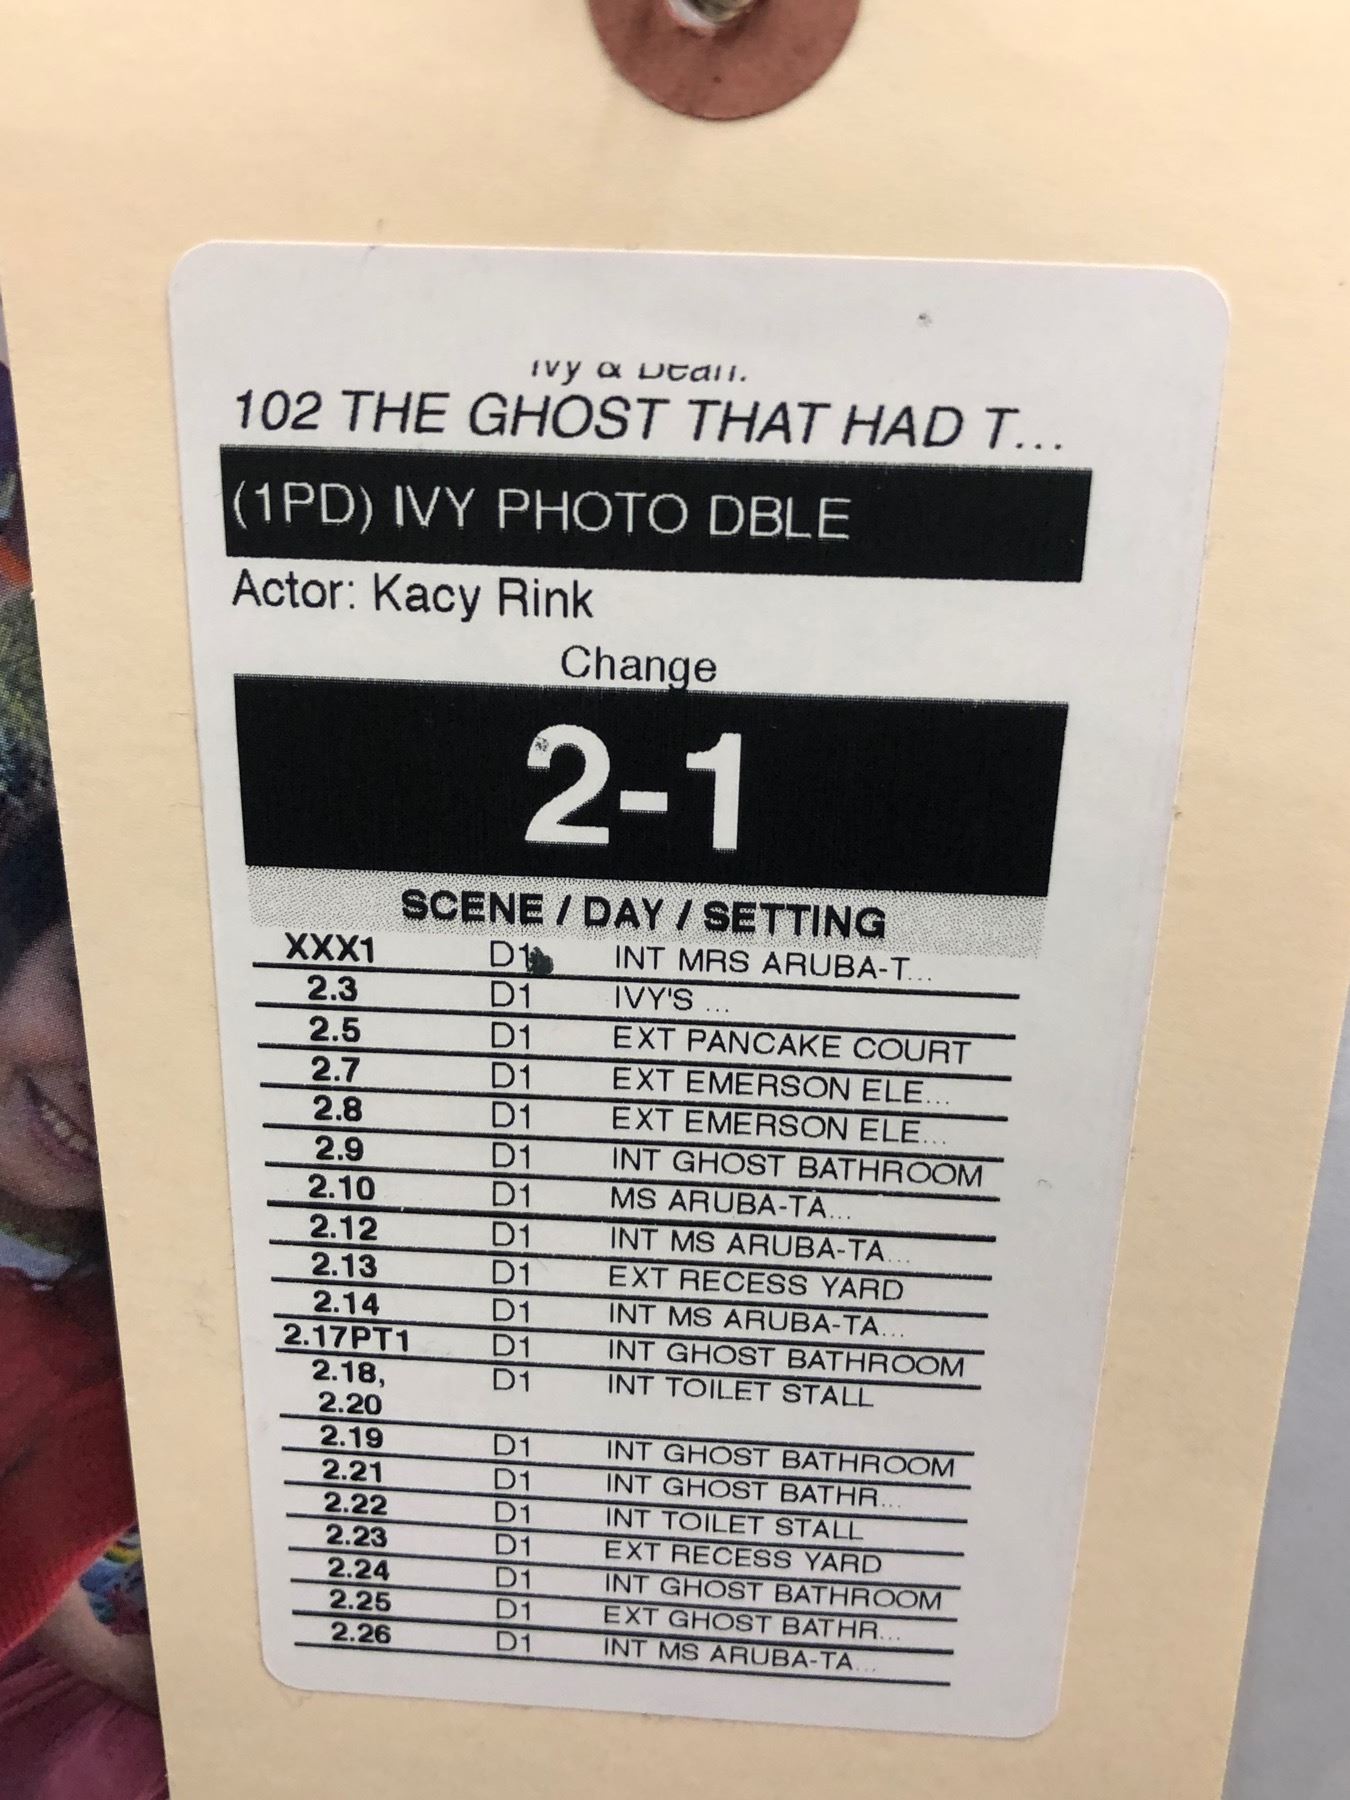 Ivy & Bean.
102 THE GHOST THAT HAD T...
(1PD) IVY PHOTO DBLE
Actor: Kacy Rink
Change
2-1
SCENE / DAY / SETTING
XXX1 D1 INT MRS ARUBA-T...
2.3 D1 IVY'S ...
2.5 D1 EXT PANCAKE COURT
2.7 D1 EXT EMERSON ELE...
2.8 D1 EXT EMERSON ELE...
2.9 D1 INT GHOST BATHROOM
2.10 D1 MS ARUBA-TA...
2.12 D1 INT MS ARUBA-TA...
2.13 D1 EXT RECESS YARD
2.14 D1 INT MS ARUBA-TA...
2.17PT1 D1 INT GHOST BATHROOM
2.18, D1 INT TOILET STALL
2.20
2.19 D1 INT GHOST BATHROOM
2.21 D1 INT GHOST BATHR...
2.22 D1 INT TOILET STALL
2.23 D1 EXT RECESS YARD
2.24 D1 INT GHOST BATHROOM
2.25 D1 EXT GHOST BATHR...
2.26 D1 INT MS ARUBA-TA...